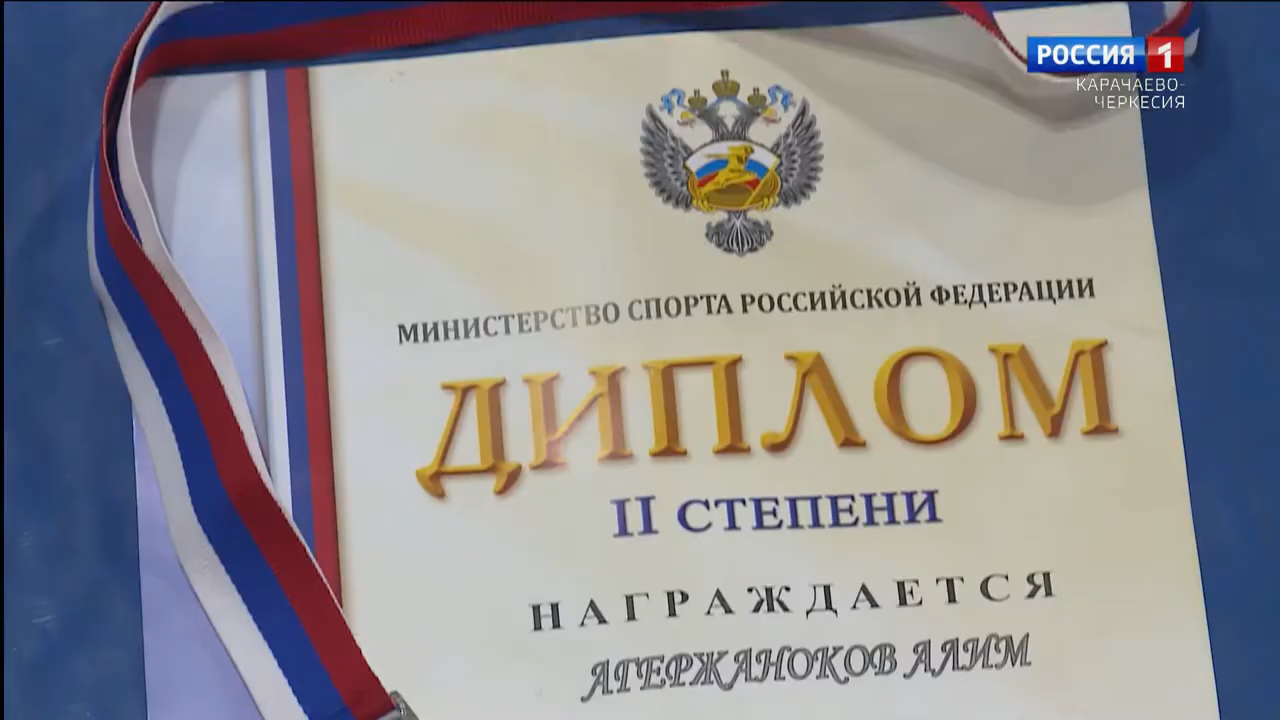 РОССИЯ 1
КАРАЧАЕВО-
ЧЕРКЕСИЯ
МИНИСТЕРСТВО СПОРТА РОССИЙСКОЙ ФЕДЕРАЦИИ
ДИПЛОМ
II СТЕПЕНИ
НАГРАЖДАЕТСЯ
АГЕРЖАНОКОВ АЛИМ